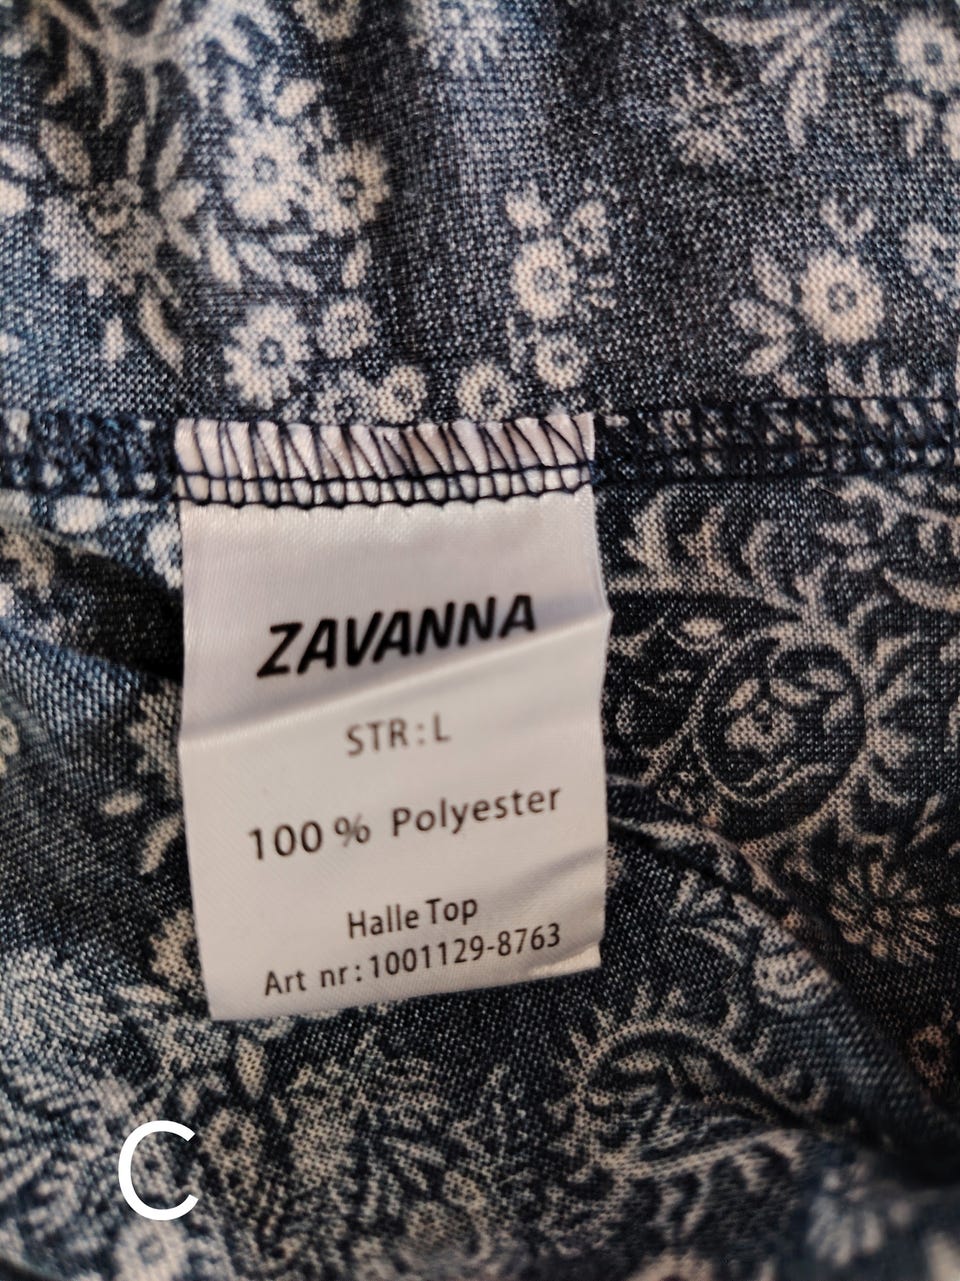 ZAVANNA
STR:L
100% Polyester
Halle Top
Art nr:1001129-8763
C